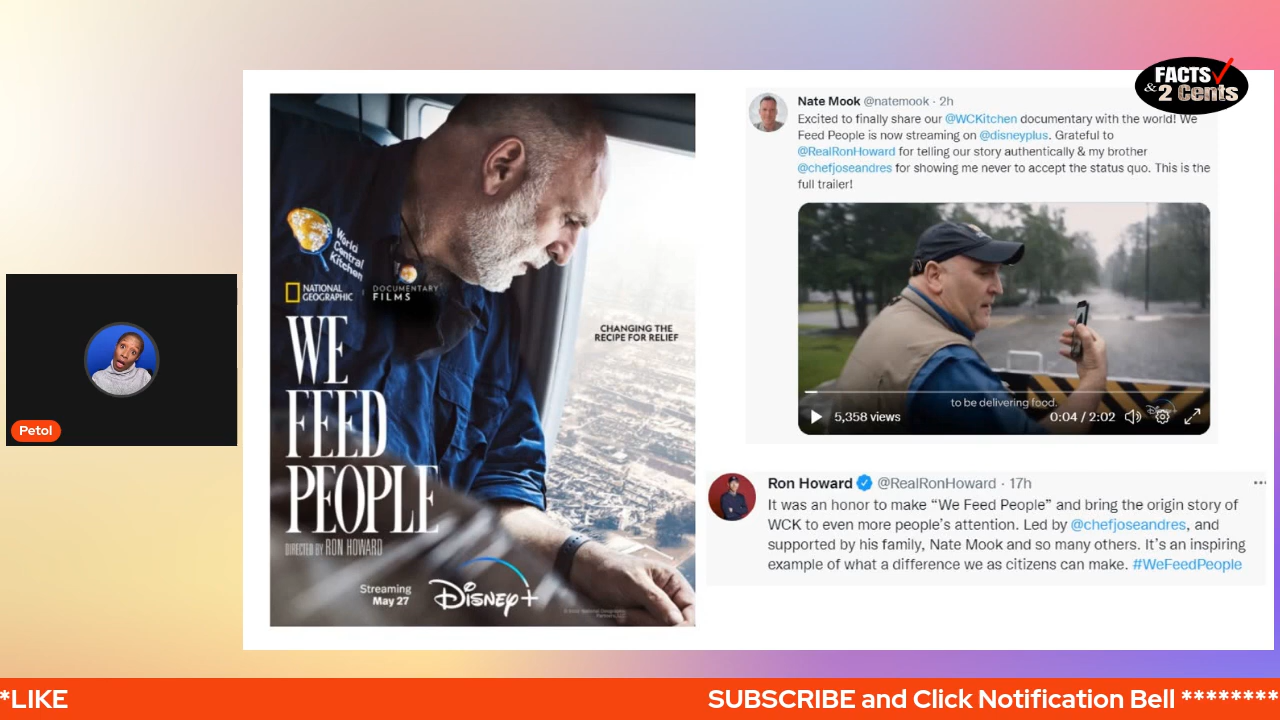 FACTS
& 2 Cents
World
Central
Kitchen
NATIONAL
GEOGRAPHIC
DOCUMENTARY
FILMS
WE
FEED
PEOPLE
DIRECTED BY RON HOWARD
CHANGING THE
RECIPE FOR RELIEF
Streaming
May 27
Disney+
Nate Mook @natemook · 2h
Excited to finally share our @WCKitchen documentary with the world! We
Feed People is now streaming on @disneyplus. Grateful to
@RealRonHoward for telling our story authentically & my brother
@chefjoseandres for showing me never to accept the status quo. This is the
full trailer!
to be delivering food.
5,358 views
0:04 / 2:02
Ron Howard @RealRonHoward · 17h
It was an honor to make “We Feed People” and bring the origin story of
WCK to even more people’s attention. Led by @chefjoseandres, and
supported by his family, Nate Mook and so many others. It’s an inspiring
example of what a difference we as citizens can make. #WeFeedPeople
Petol
*LIKE
SUBSCRIBE and Click Notification Bell ********